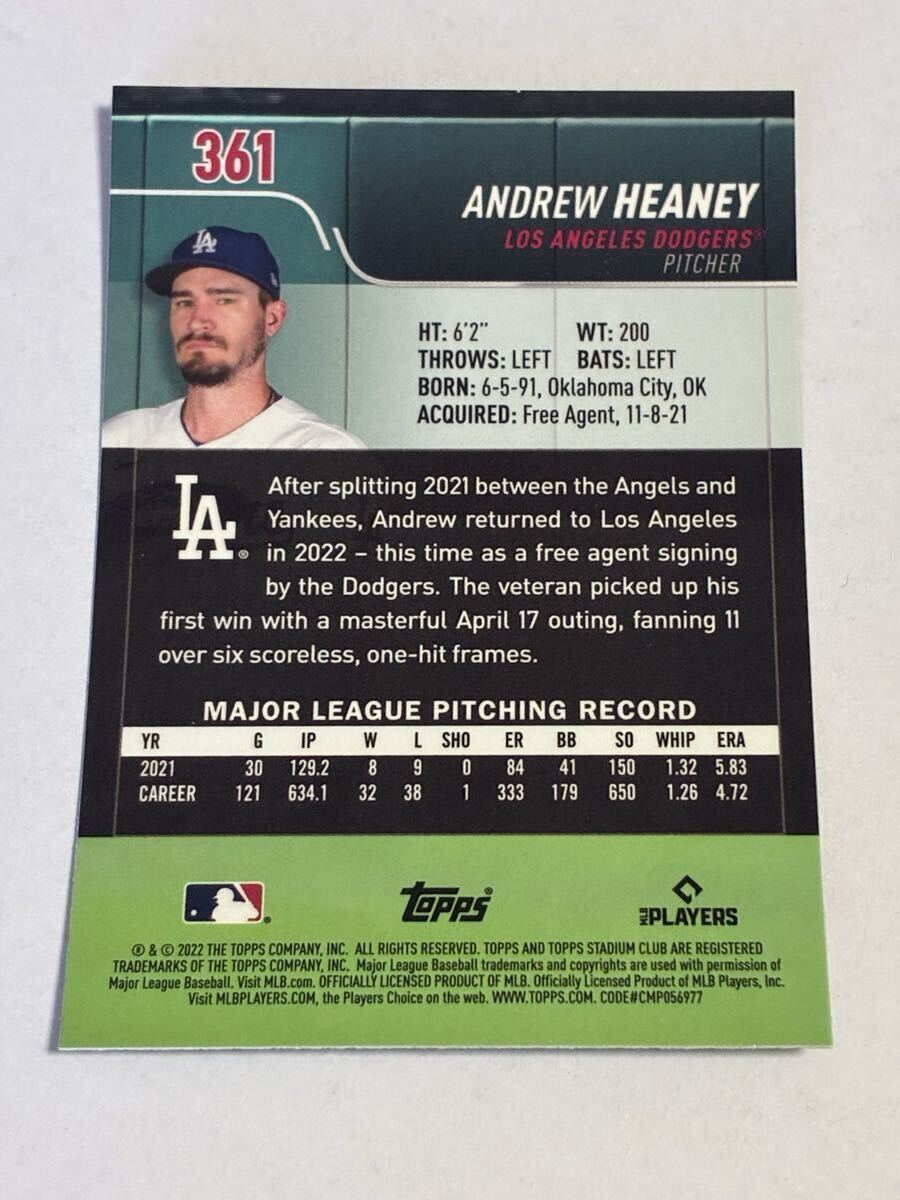 361
ANDREW HEANEY
LOS ANGELES DODGERS®
PITCHER
LA
HT: 6'2" WT: 200
THROWS: LEFT BATS: LEFT
BORN: 6-5-91, Oklahoma City, OK
ACQUIRED: Free Agent, 11-8-21
LA®
After splitting 2021 between the Angels and
Yankees, Andrew returned to Los Angeles
in 2022 – this time as a free agent signing
by the Dodgers. The veteran picked up his
first win with a masterful April 17 outing, fanning 11
over six scoreless, one-hit frames.
MAJOR LEAGUE PITCHING RECORD
YR G IP W L SHO ER BB SO WHIP ERA
2021 30 129.2 8 9 0 84 41 150 1.32 5.83
CAREER 121 634.1 32 38 1 333 179 650 1.26 4.72
topps®
MLB PLAYERS
® & © 2022 THE TOPPS COMPANY, INC. ALL RIGHTS RESERVED. TOPPS AND TOPPS STADIUM CLUB ARE REGISTERED
TRADEMARKS OF THE TOPPS COMPANY, INC. Major League Baseball trademarks and copyrights are used with permission of
Major League Baseball. Visit MLB.com. OFFICIALLY LICENSED PRODUCT OF MLB. Officially Licensed Product of MLB Players, Inc.
Visit MLBPLAYERS.COM, the Players Choice on the web. WWW.TOPPS.COM. CODE#CMP056977